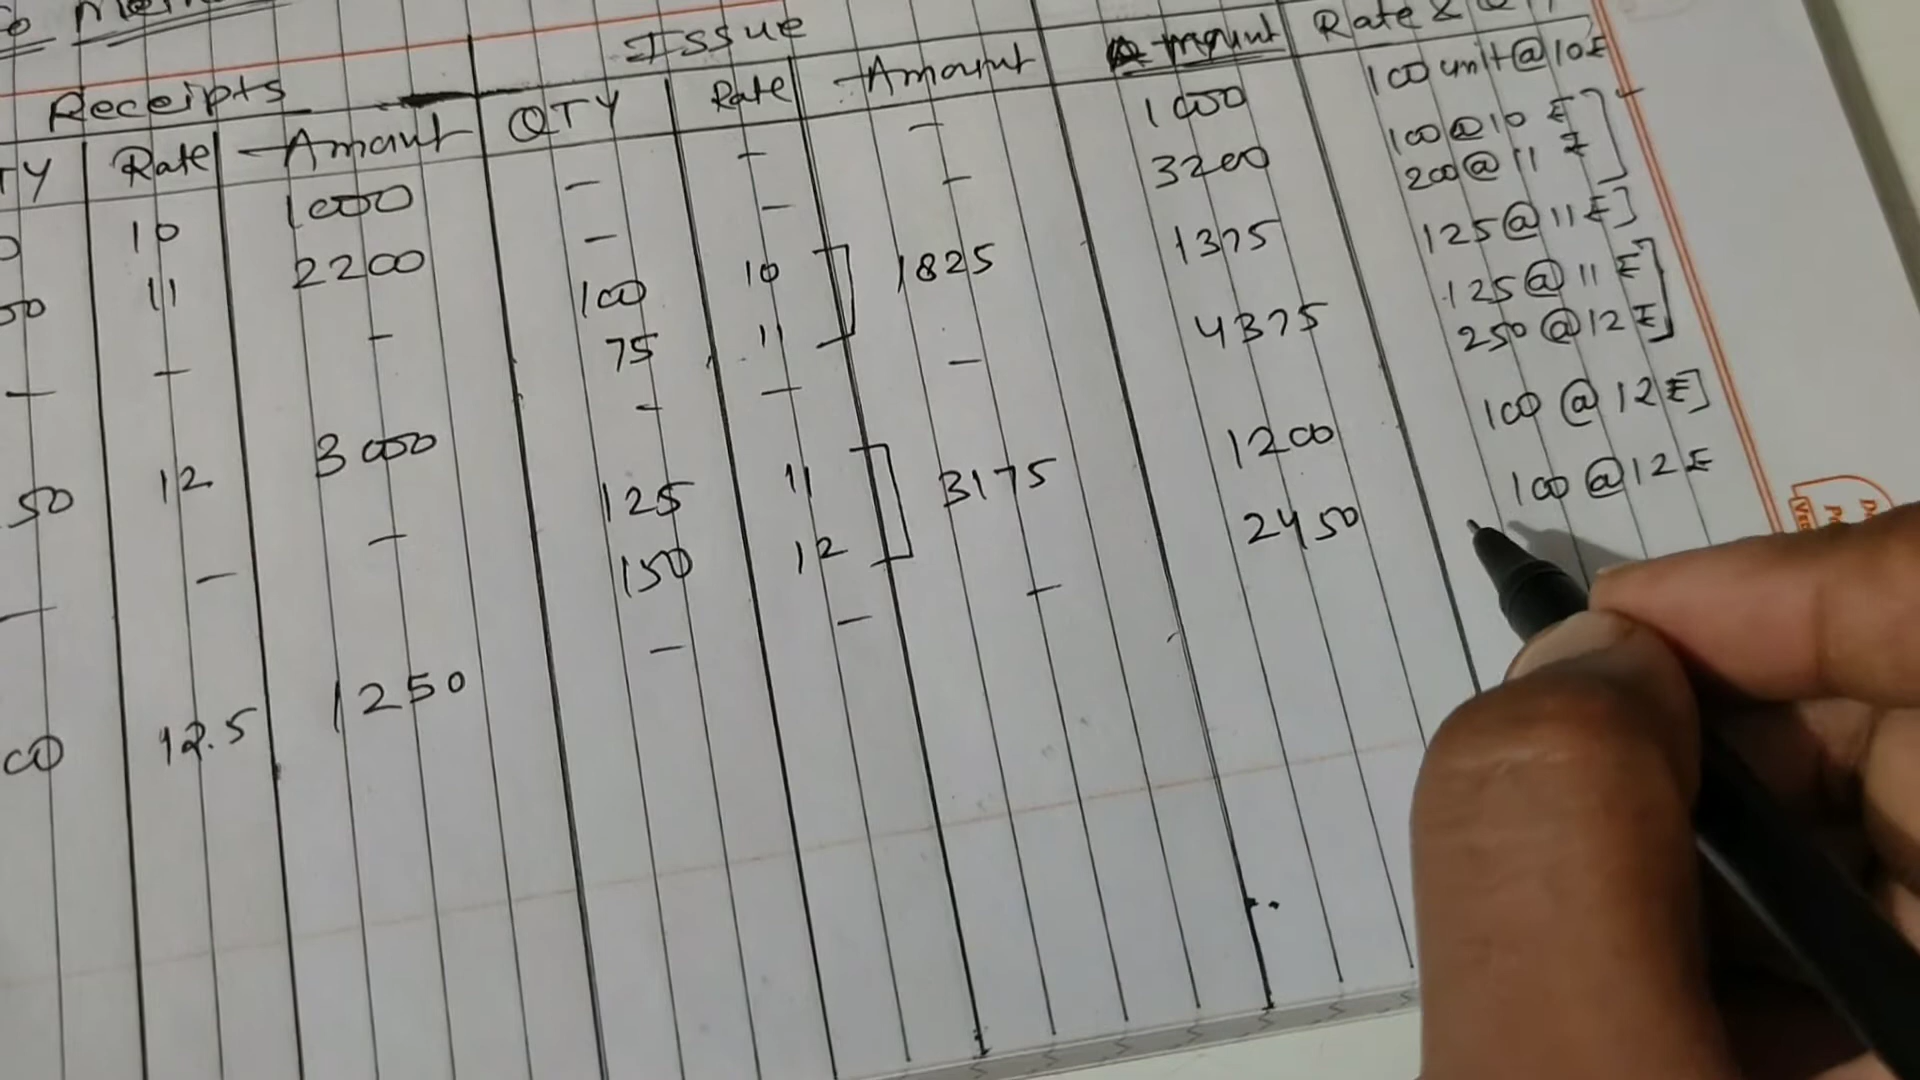 Issue
Receipts
Rate Amount QTY Rate Amount Amount Rate &
10 1000 — — — 1000 100 unit @ 10 £
11 2200 — — — 3200 100 @ 10 £
200 @ 11 £
— — — 100 10 1825 1375 125 @ 11 £]
75 11
50 12 3000 — — — 4375 125 @ 11 £
250 @ 12 £
— — — 125 11 3175 1200 100 @ 12 £]
150 12
12.5 1250 — — — 2450 100 @ 12 £